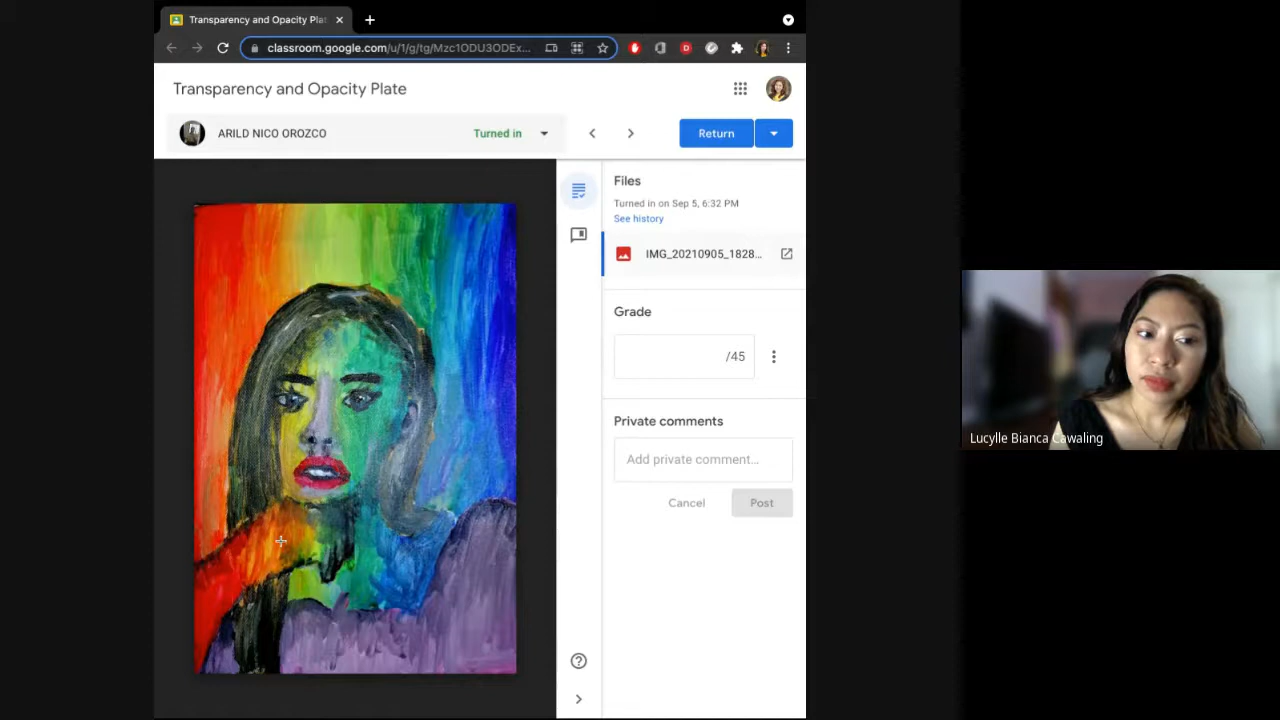 Transparency and Opacity Plat
classroom.google.com/u/1/g/tg/Mzc1ODU3ODEx...
Transparency and Opacity Plate
ARILD NICO OROZCO
Turned in
Return
Files
Turned in on Sep 5, 6:32 PM
See history
IMG_20210905_1828...
Grade
/45
Private comments
Add private comment...
Cancel
Post
Lucylle Bianca Cawaling